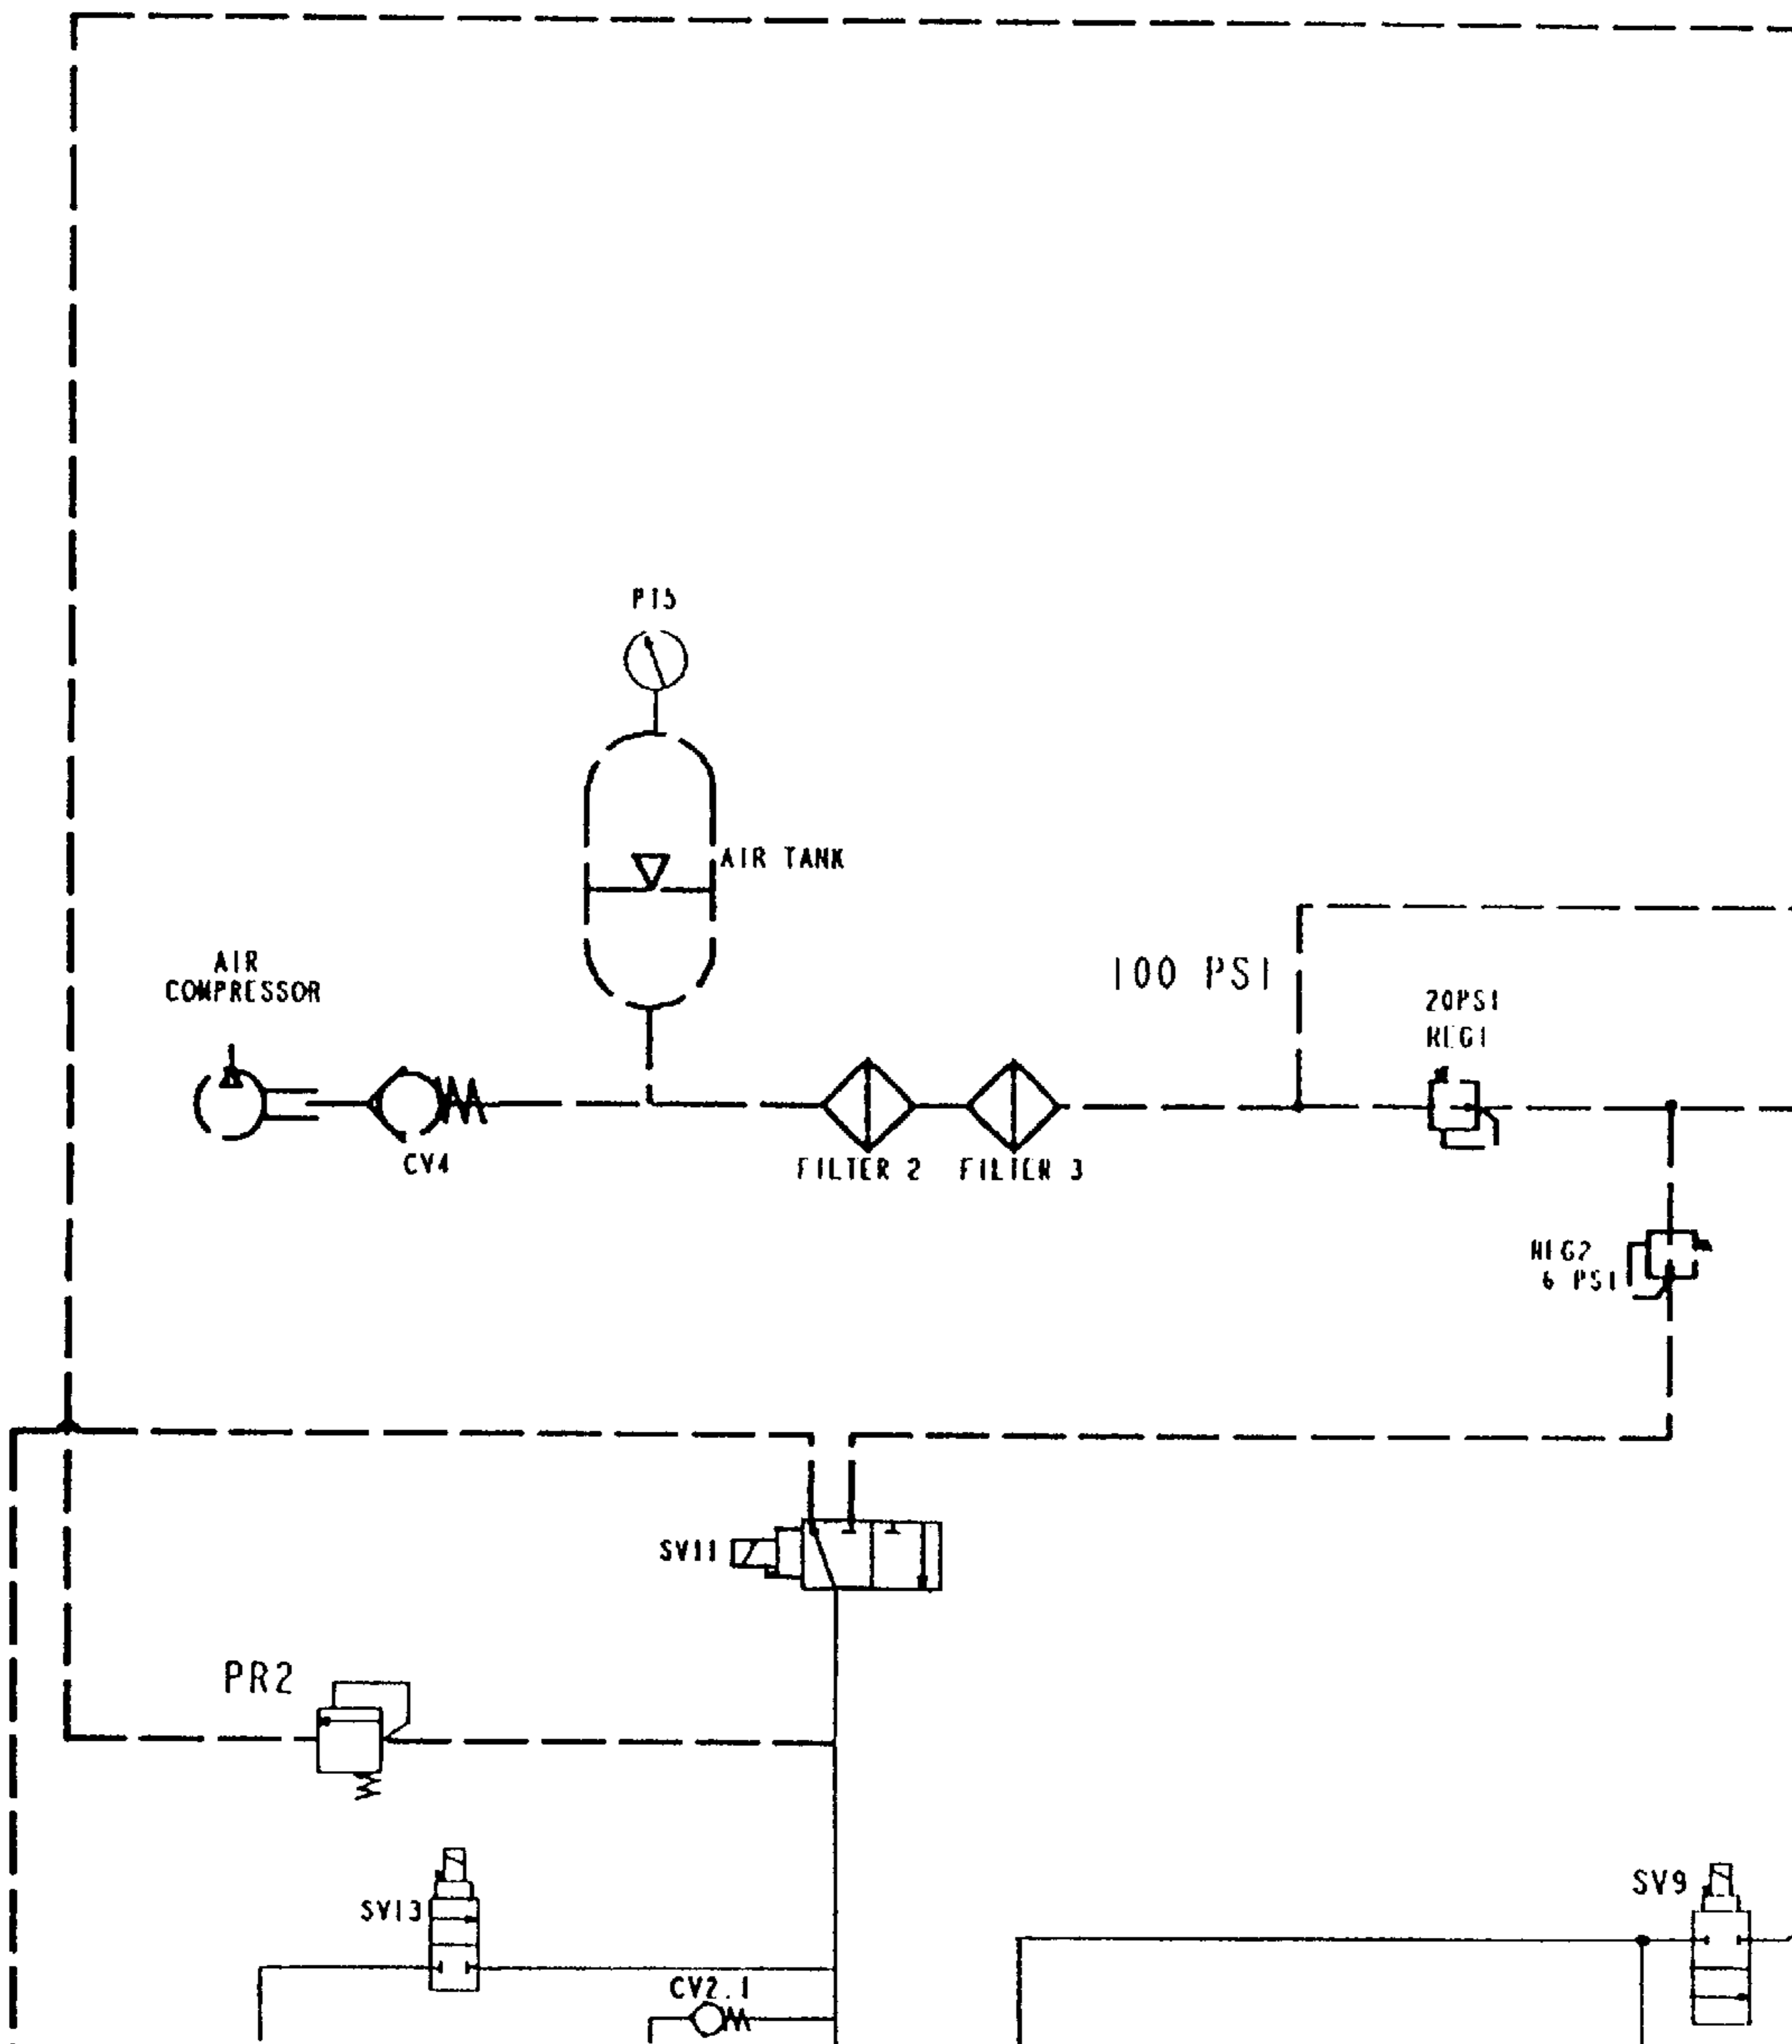 PT5
AIR TANK
AIR
COMPRESSOR
100 PSI
20PSI
REG1
CV4
FILTER 2
FILTER 3
REG2
6 PSI
SV11
PR2
SV13
SV9
CV2.1